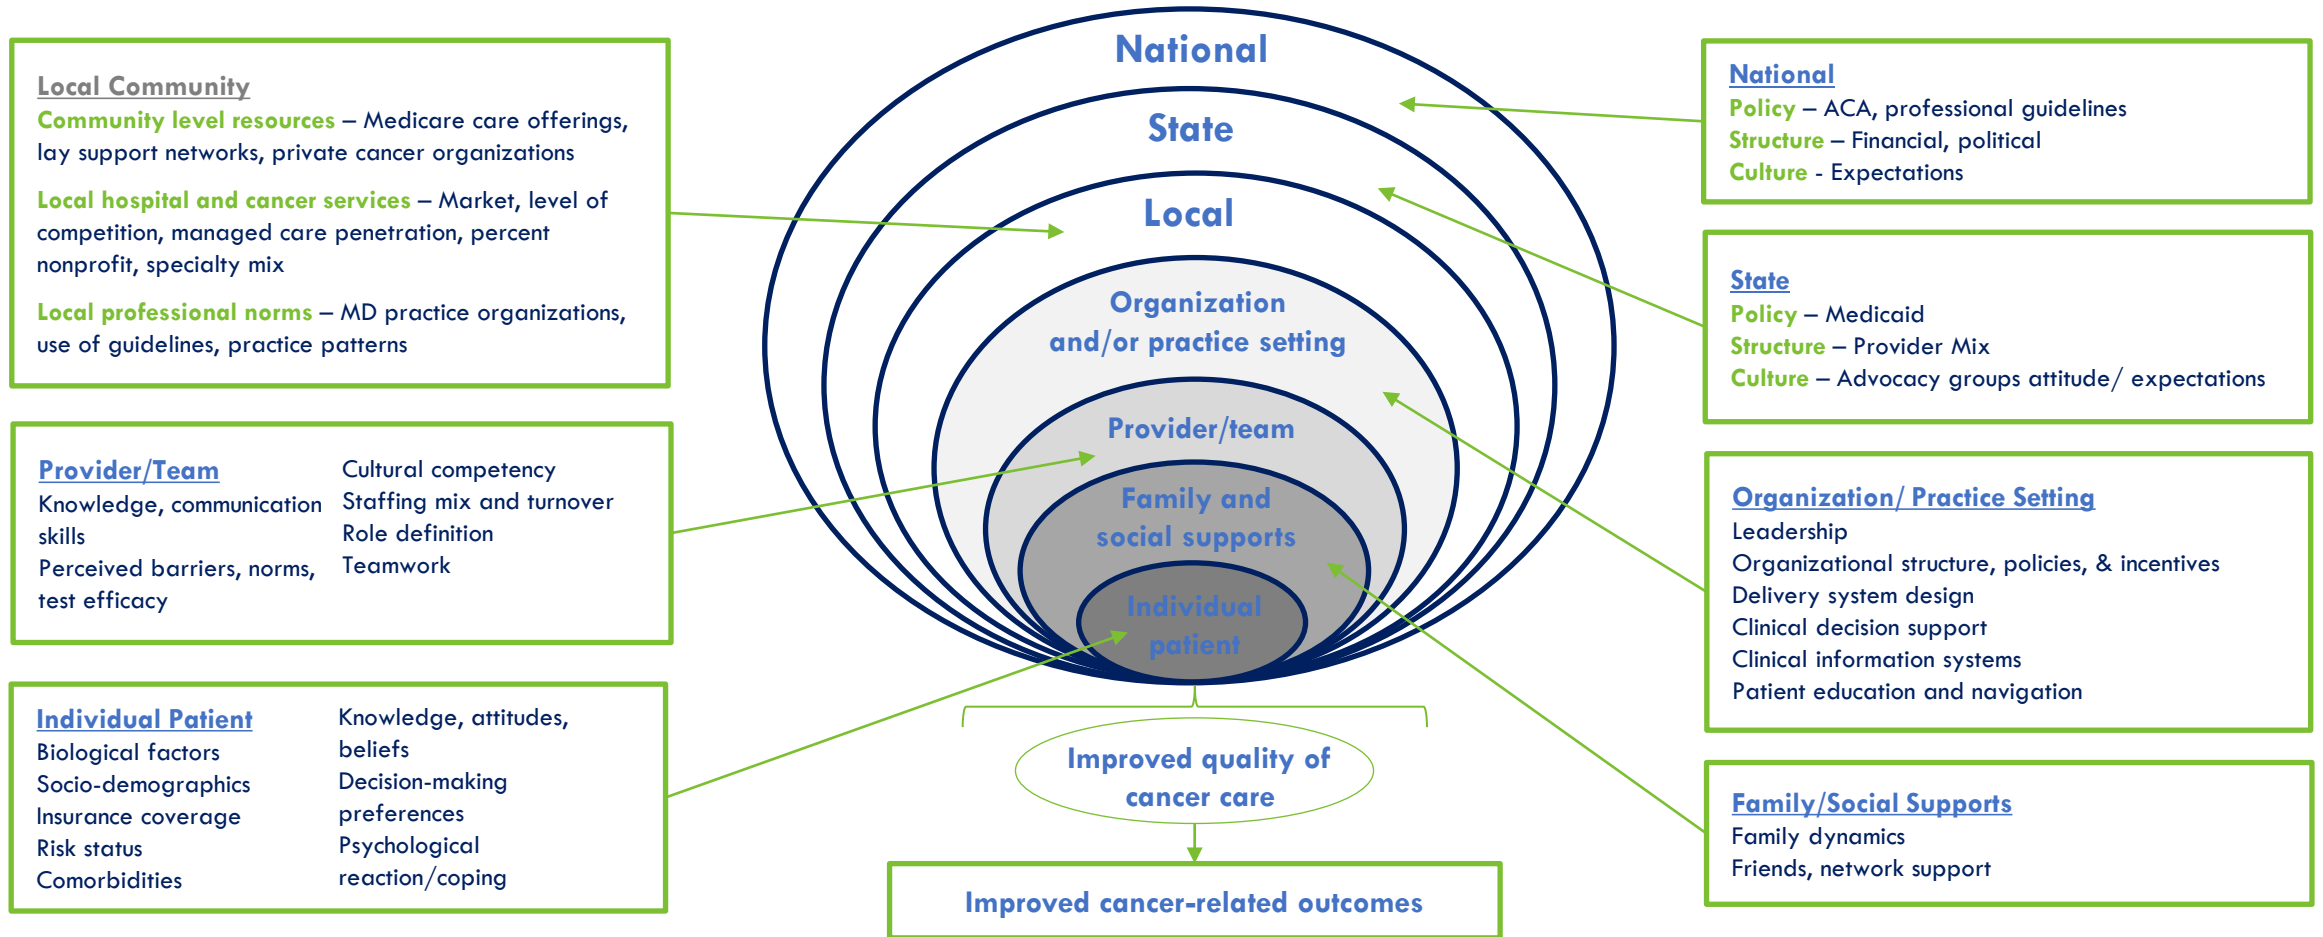 Local Community
Community level resources – Medicare care offerings,
lay support networks, private cancer organizations
Local hospital and cancer services – Market, level of
competition, managed care penetration, percent
nonprofit, specialty mix
Local professional norms – MD practice organizations,
use of guidelines, practice patterns
Provider/Team
Knowledge, communication
skills
Perceived barriers, norms,
test efficacy
Cultural competency
Staffing mix and turnover
Role definition
Teamwork
Individual Patient
Biological factors
Socio-demographics
Insurance coverage
Risk status
Comorbidities
Knowledge, attitudes,
beliefs
Decision-making
preferences
Psychological
reaction/coping
National
State
Local
Organization
and/or practice setting
Provider/team
Family and
social supports
Individual
patient
Improved quality of
cancer care
Improved cancer-related outcomes
National
Policy – ACA, professional guidelines
Structure – Financial, political
Culture - Expectations
State
Policy – Medicaid
Structure – Provider Mix
Culture – Advocacy groups attitude/ expectations
Organization/ Practice Setting
Leadership
Organizational structure, policies, & incentives
Delivery system design
Clinical decision support
Clinical information systems
Patient education and navigation
Family/Social Supports
Family dynamics
Friends, network support